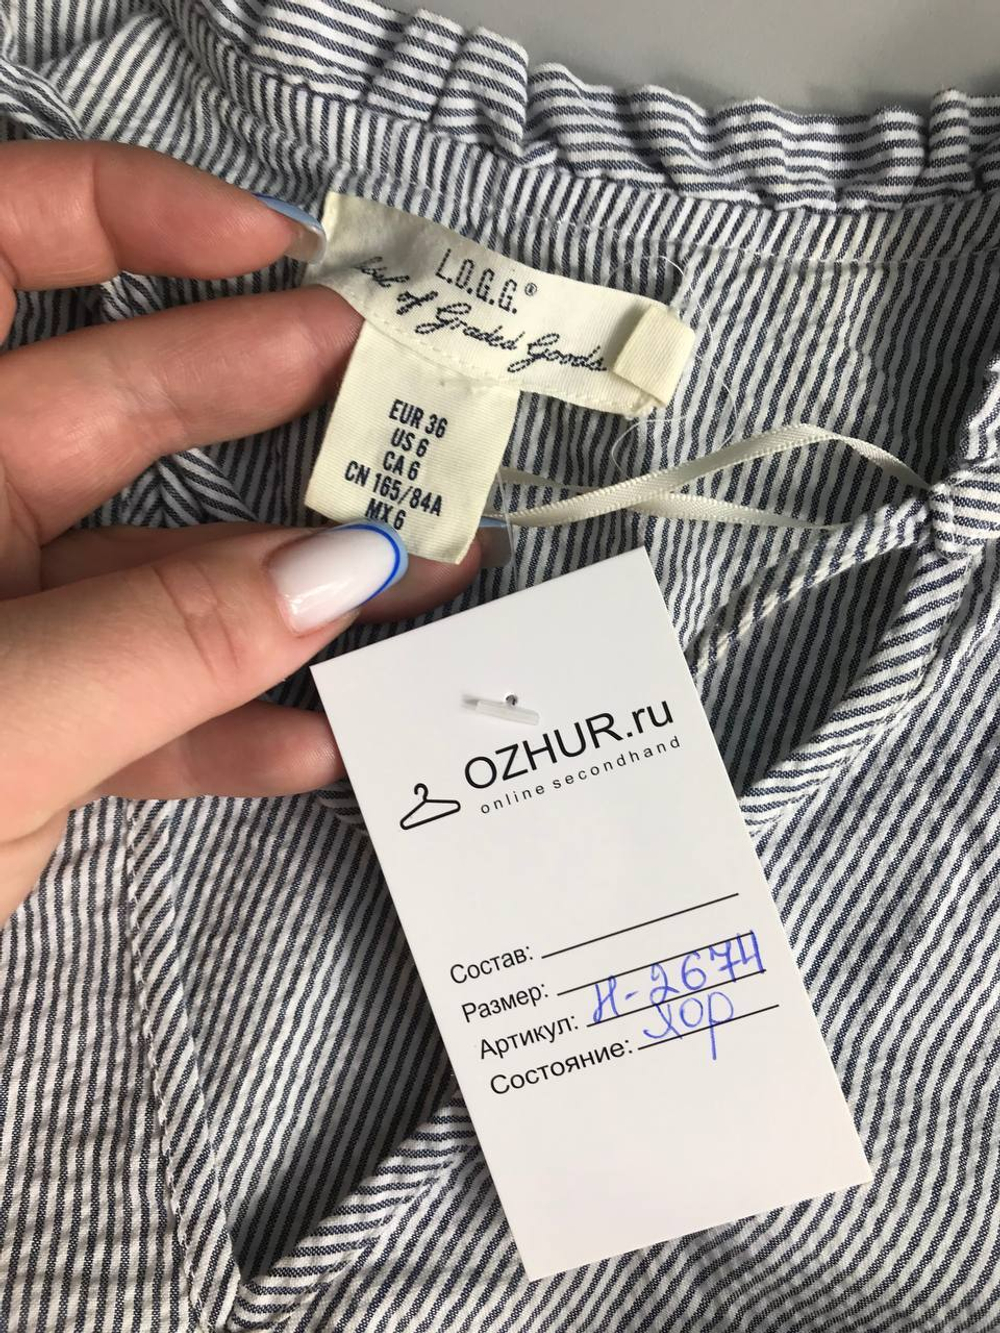 L.O.G.G.®
Label of Graded Goods
EUR 36
US 6
CA 6
CN 165/84A
MX 6
OZHUR.ru
online secondhand
Состав:
Размер:
Артикул: Н-2674
Состояние: хор